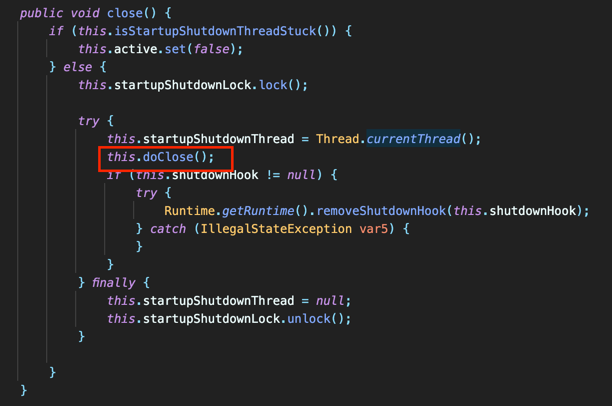 public void close() {
    if (this.isStartupShutdownThreadStuck()) {
        this.active.set(false);
    } else {
        this.startupShutdownLock.lock();

        try {
            this.startupShutdownThread = Thread.currentThread();
            this.doClose();
            if (this.shutdownHook != null) {
                try {
                    Runtime.getRuntime().removeShutdownHook(this.shutdownHook);
                } catch (IllegalStateException var5) {
                }
            }
        } finally {
            this.startupShutdownThread = null;
            this.startupShutdownLock.unlock();
        }

    }
}